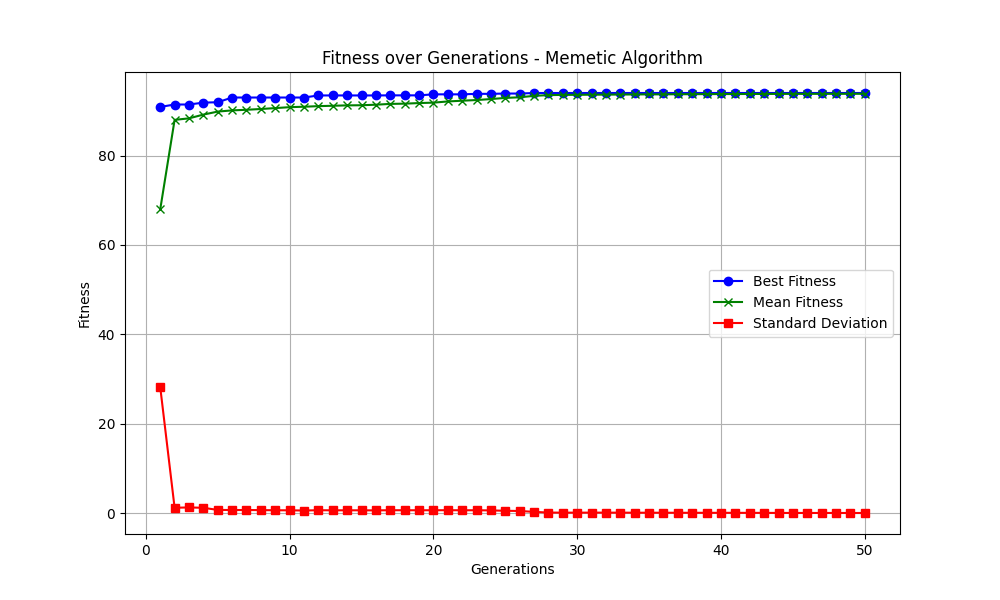 Fitness over Generations - Memetic Algorithm
Fitness
80
60
40
20
0
Best Fitness
Mean Fitness
Standard Deviation
0 10 20 30 40 50
Generations